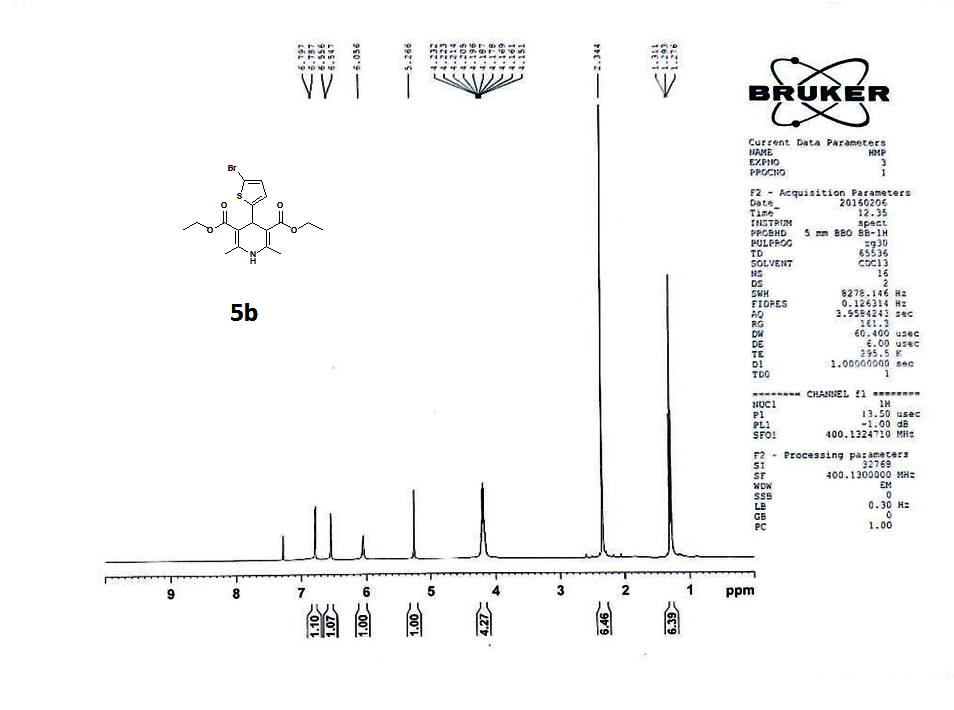 6.797
6.787
6.556
6.547
6.056
5.266
4.232
4.223
4.214
4.205
4.196
4.187
4.178
4.169
4.161
4.151
2.344
1.311
1.293
1.276
BRUKER
Current Data Parameters
NAME HMP
EXPNO 3
PROCNO 1
F2 - Acquisition Parameters
Date_ 20160206
Time 12.35
INSTRUM spect
PROBHD 5 mm BBO BB-1H
PULPROG zg30
TD 65536
SOLVENT CDCl3
NS 16
DS 2
SWH 8278.146 Hz
FIDRES 0.126314 Hz
AQ 3.9584243 sec
RG 161.3
DW 60.400 usec
DE 6.00 usec
TE 295.5 K
D1 1.00000000 sec
TD0 1
======== CHANNEL f1 ========
NUC1 1H
P1 13.50 usec
PL1 -1.00 dB
SFO1 400.1324710 MHz
F2 - Processing parameters
SI 32768
SF 400.1300000 MHz
WDW EM
SSB 0
LB 0.30 Hz
GB 0
PC 1.00
Br
S
O
O
O
O
N
H
5b
9 8 7 6 5 4 3 2 1 ppm
1.10
1.07
1.00
1.00
4.27
6.46
6.39